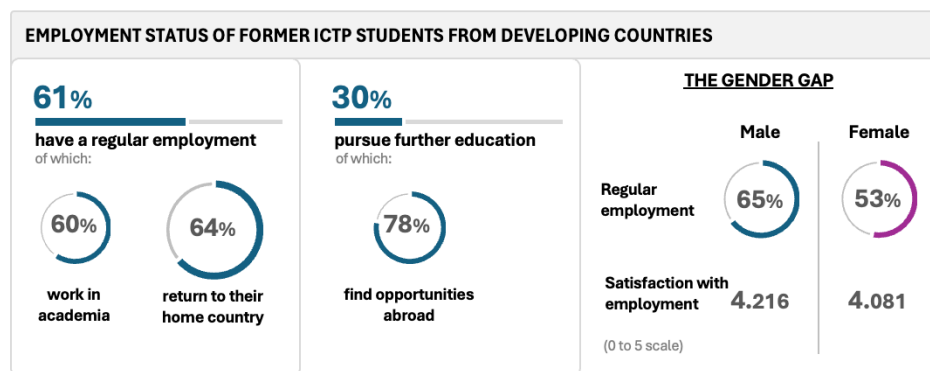 EMPLOYMENT STATUS OF FORMER ICTP STUDENTS FROM DEVELOPING COUNTRIES
61%
have a regular employment
of which:
60%
work in
academia
64%
return to their
home country
30%
pursue further education
of which:
78%
find opportunities
abroad
THE GENDER GAP
Male
Female
Regular
employment
65%
53%
Satisfaction with
employment
4.216
4.081
(0 to 5 scale)